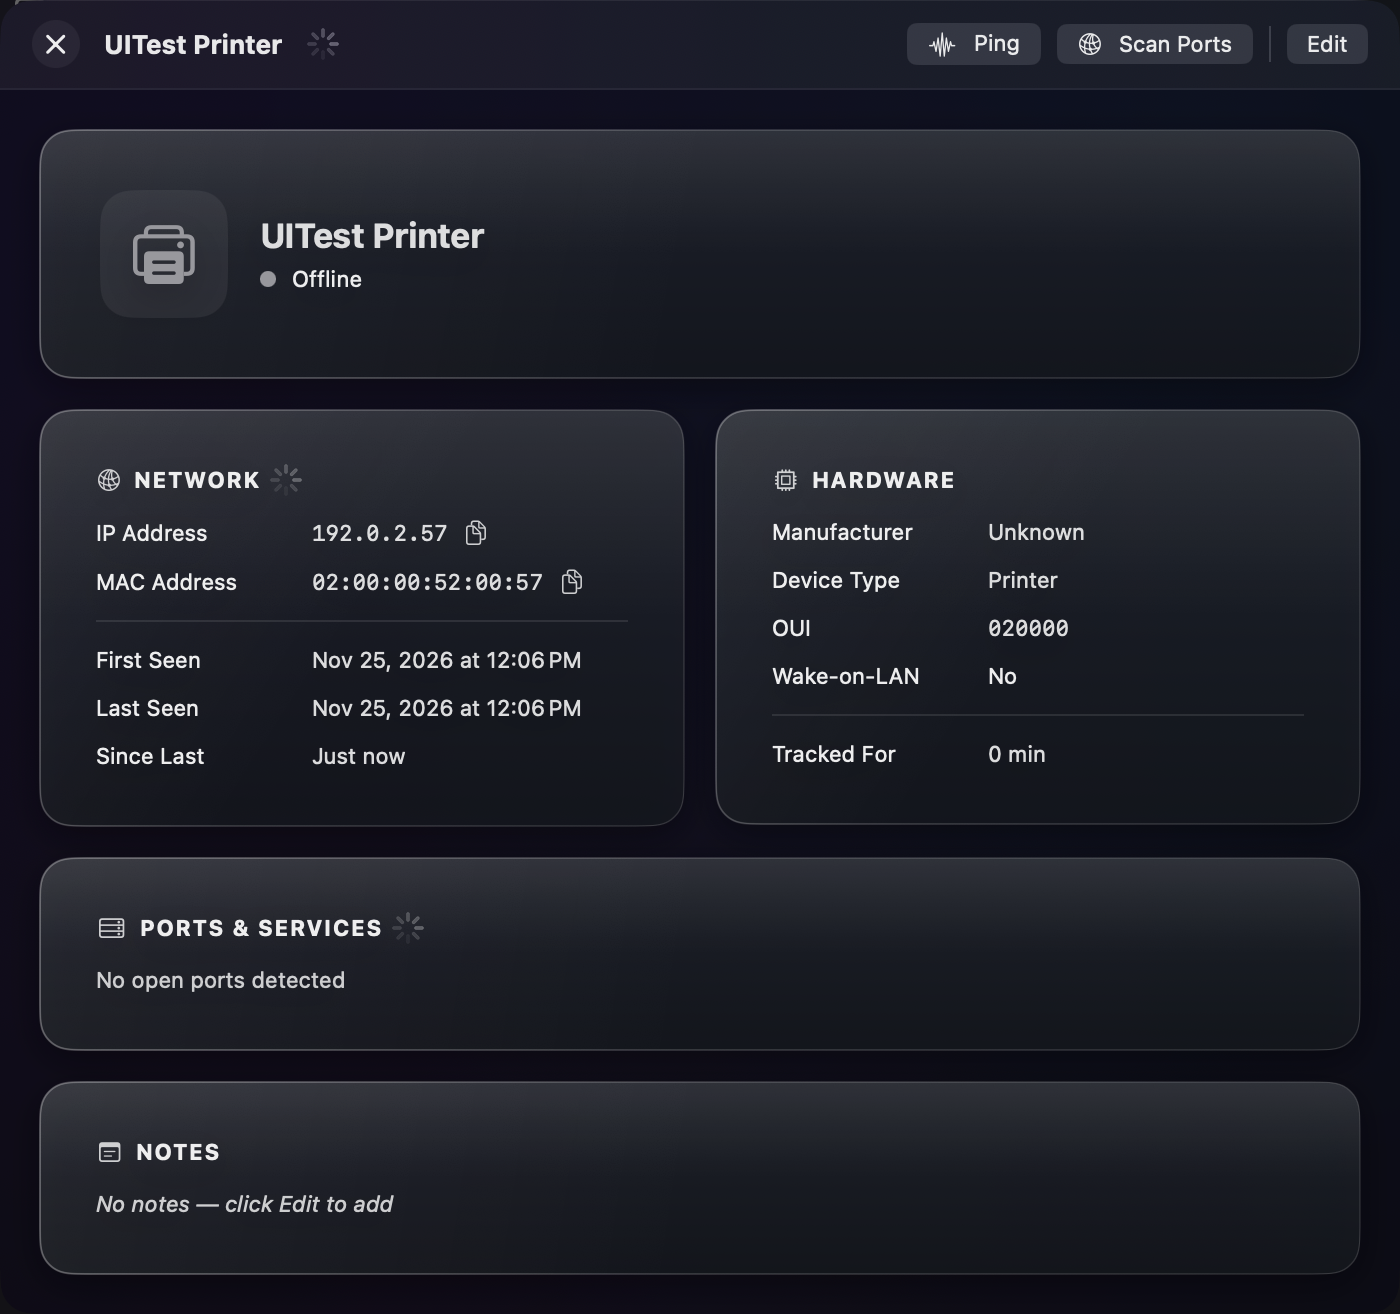 UITest Printer
Ping
Scan Ports
Edit
UITest Printer
Offline
NETWORK
IP Address 192.0.2.57
MAC Address 02:00:00:52:00:57
First Seen Nov 25, 2026 at 12:06 PM
Last Seen Nov 25, 2026 at 12:06 PM
Since Last Just now
HARDWARE
Manufacturer Unknown
Device Type Printer
OUI 020000
Wake-on-LAN No
Tracked For 0 min
PORTS & SERVICES
No open ports detected
NOTES
No notes — click Edit to add